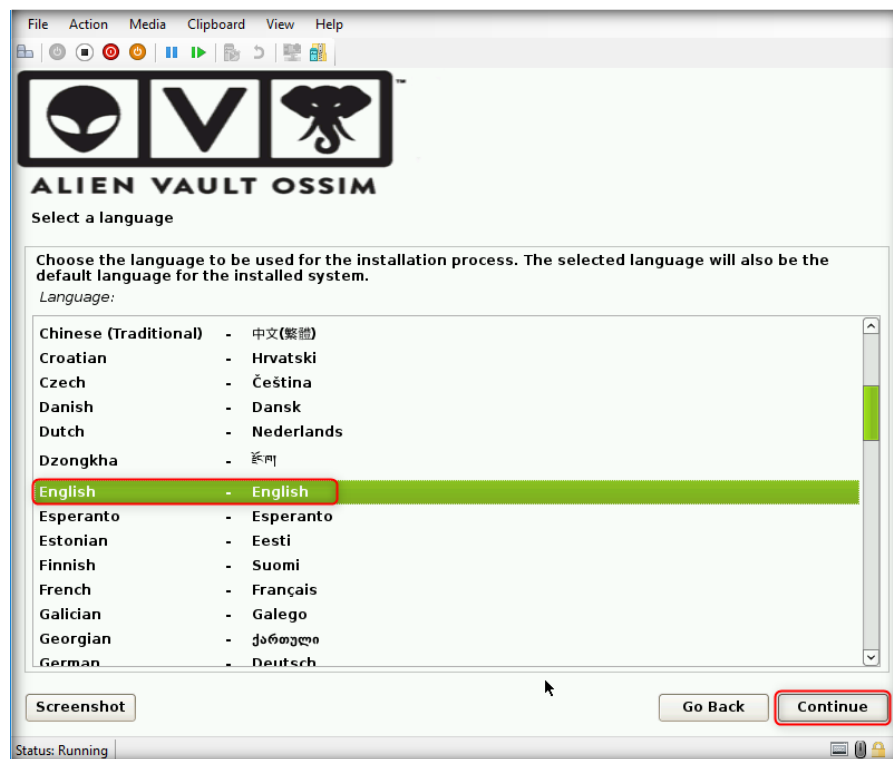 File Action Media Clipboard View Help
™
ALIEN VAULT OSSIM
Select a language
Choose the language to be used for the installation process. The selected language will also be the
default language for the installed system.
Language:
Chinese (Traditional) - 中文(繁體)
Croatian - Hrvatski
Czech - Čeština
Danish - Dansk
Dutch - Nederlands
Dzongkha - རྫོང་ཁ།
English - English
Esperanto - Esperanto
Estonian - Eesti
Finnish - Suomi
French - Français
Galician - Galego
Georgian - ქართული
German - Deutsch
Screenshot Go Back Continue
Status: Running